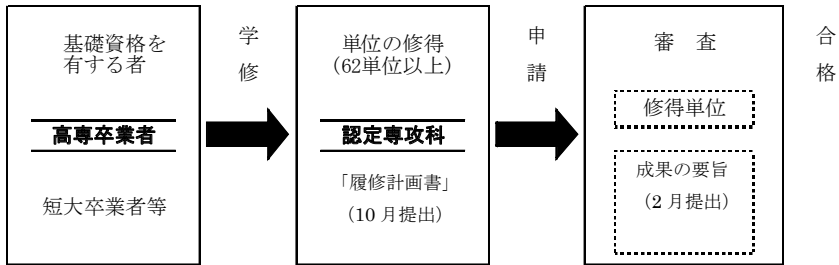 基礎資格を
有する者
高専卒業者
短大卒業者等
学
修
単位の修得
（62単位以上）
認定専攻科
「履修計画書」
（10 月提出）
申
請
審 査
修得単位
成果の要旨
（2 月提出）
合
格